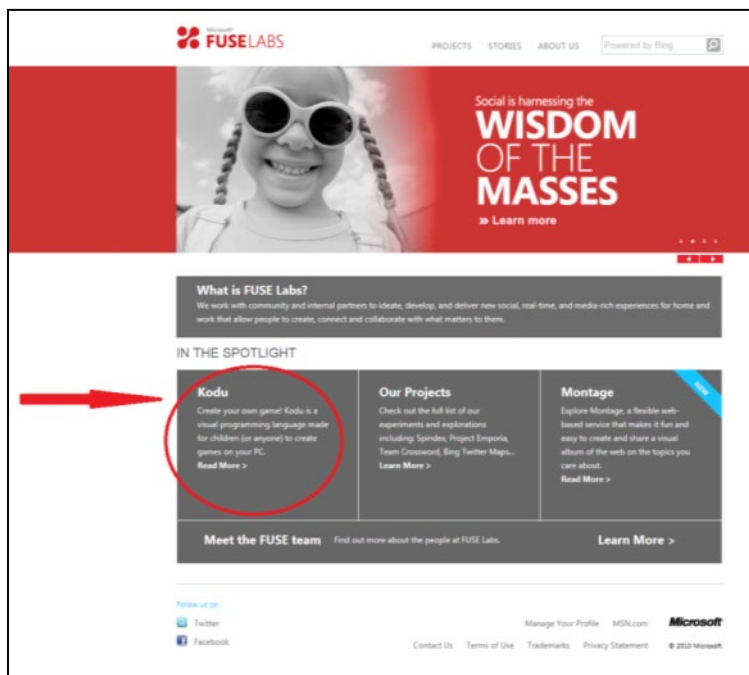 Microsoft®
FUSELABS
PROJECTS STORIES ABOUT US Powered by Bing
Social is harnessing the
WISDOM
OF THE
MASSES
» Learn more
What is FUSE Labs?
We work with community and internal partners to ideate, develop, and deliver new social, real-time, and media-rich experiences for home and
work that allow people to create, connect and collaborate with what matters to them.
IN THE SPOTLIGHT
Kodu
Create your own game! Kodu is a
visual programming language made
for children (or anyone) to create
games on your PC.
Read More >
Our Projects
Check out the full list of our
experiments and explorations
including: Spindex, Project Emporia,
Team Crossword, Bing Twitter Maps...
Learn More >
NEW
Montage
Explore Montage, a flexible web-
based service that makes it fun and
easy to create and share a visual
album of the web on the topics you
care about.
Read More >
Meet the FUSE team Find out more about the people at FUSE Labs. Learn More >
Follow us on
Twitter
Facebook
Manage Your Profile MSN.com Microsoft
Contact Us Terms of Use Trademarks Privacy Statement © 2010 Microsoft